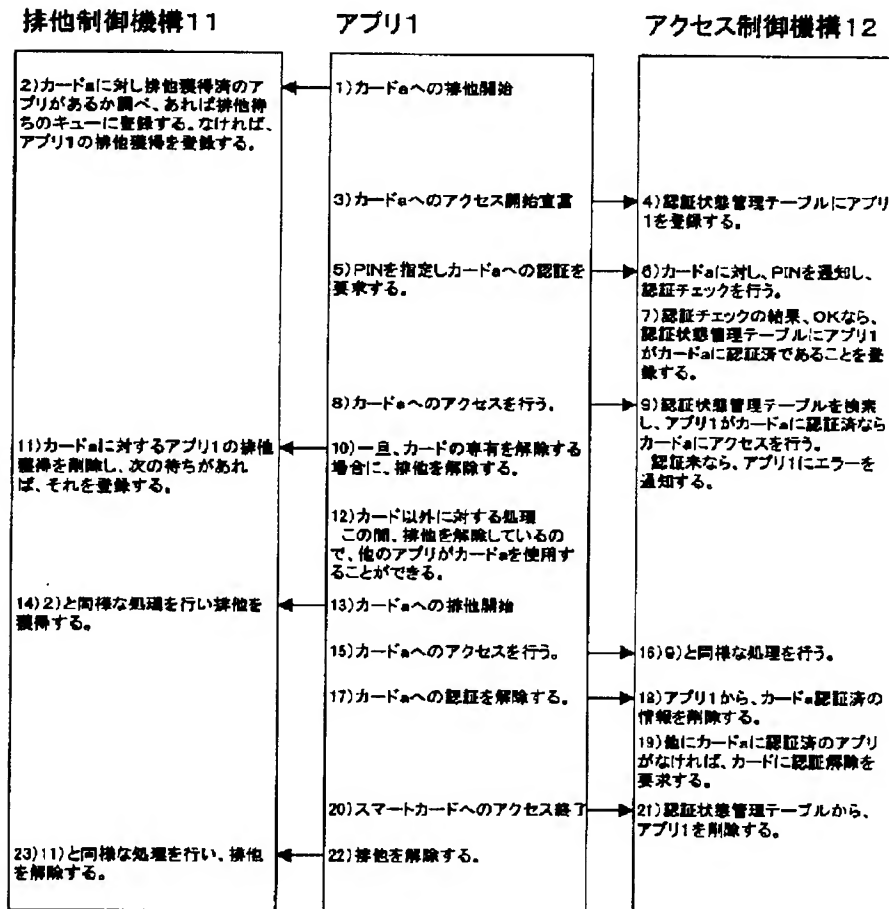 排他制御機構11
アプリ1
アクセス制御機構12
2)カードaに対し排他獲得済のア
プリがあるか調べ、あれば排他待
ちのキューに登録する。なければ、
アプリ1の排他獲得を登録する。
1)カードaへの排他開始
3)カードaへのアクセス開始宣言
4)認証状態管理テーブルにアプリ
1を登録する。
5)PINを指定しカードaへの認証を
要求する。
6)カードaに対し、PINを通知し、
認証チェックを行う。
7)認証チェックの結果、OKなら、
認証状態管理テーブルにアプリ1
がカードaに認証済であることを登
録する。
8)カードaへのアクセスを行う。
9)認証状態管理テーブルを検索
し、アプリ1がカードaに認証済なら
カードaにアクセスを行う。
認証未なら、アプリ1にエラーを
通知する。
11)カードaに対するアプリ1の排他
獲得を削除し、次の待ちがあれ
ば、それを登録する。
10)一旦、カードの専有を解除する
場合に、排他を解除する。
12)カード以外に対する処理
この間、排他を解除しているの
で、他のアプリがカードaを使用す
ることができる。
14)2)と同様な処理を行い排他を
獲得する。
13)カードaへの排他開始
15)カードaへのアクセスを行う。
16)9)と同様な処理を行う。
17)カードaへの認証を解除する。
18)アプリ1から、カードa認証済の
情報を削除する。
19)他にカードaに認証済のアプリ
がなければ、カードに認証解除を
要求する。
20)スマートカードへのアクセス終了
21)認証状態管理テーブルから、
アプリ1を削除する。
23)11)と同様な処理を行い、排他
を解除する。
22)排他を解除する。